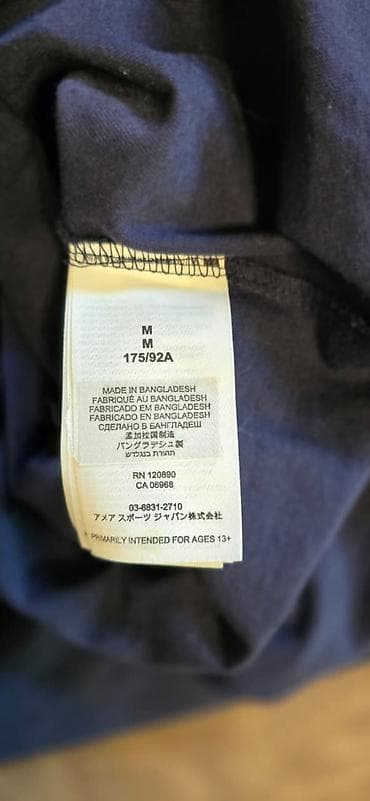 M
M
175/92A
MADE IN BANGLADESH
FABRIQUÉ AU BANGLADESH
FABRICADO EN BANGLADESH
FABRICADO EM BANGLADESH
СДЕЛАНО В БАНГЛАДЕШ
孟加拉国制造
バングラデシュ製
תוצרת בנגלדש
RN 120890
CA 06968
03-6831-2710
アメア スポーツ ジャパン株式会社
PRIMARILY INTENDED FOR AGES 13+